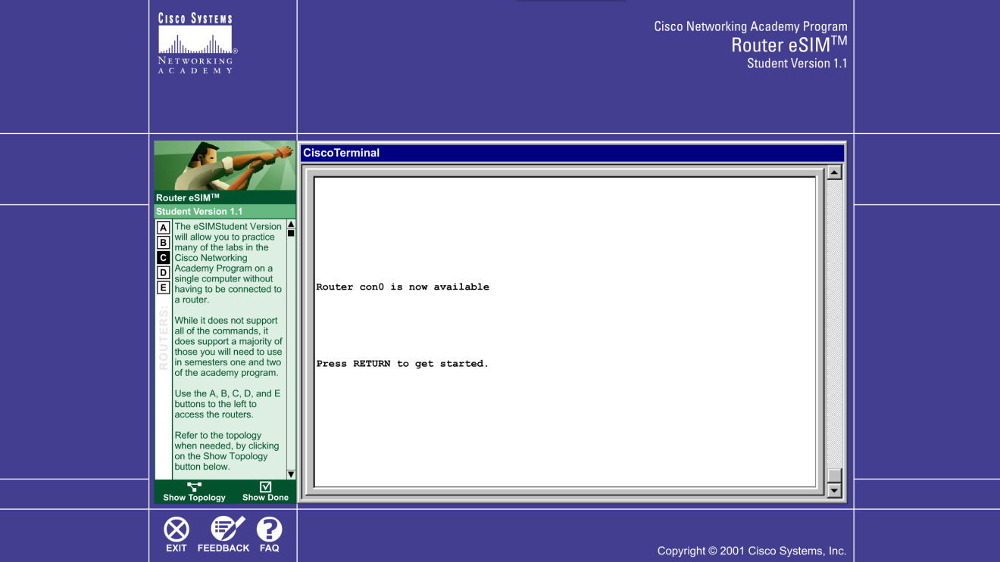 CISCO SYSTEMS
®
NETWORKING
ACADEMY
Cisco Networking Academy Program
Router eSIM™
Student Version 1.1
Router eSIM™
Student Version 1.1
A
B
C
D
E
ROUTERS:
The eSIMStudent Version
will allow you to practice
many of the labs in the
Cisco Networking
Academy Program on a
single computer without
having to be connected to
a router.
While it does not support
all of the commands, it
does support a majority of
those you will need to use
in semesters one and two
of the academy program.
Use the A, B, C, D, and E
buttons to the left to
access the routers.
Refer to the topology
when needed, by clicking
on the Show Topology
button below.
Show Topology
Show Done
CiscoTerminal
Router con0 is now available
Press RETURN to get started.
EXIT
FEEDBACK
FAQ
Copyright © 2001 Cisco Systems, Inc.